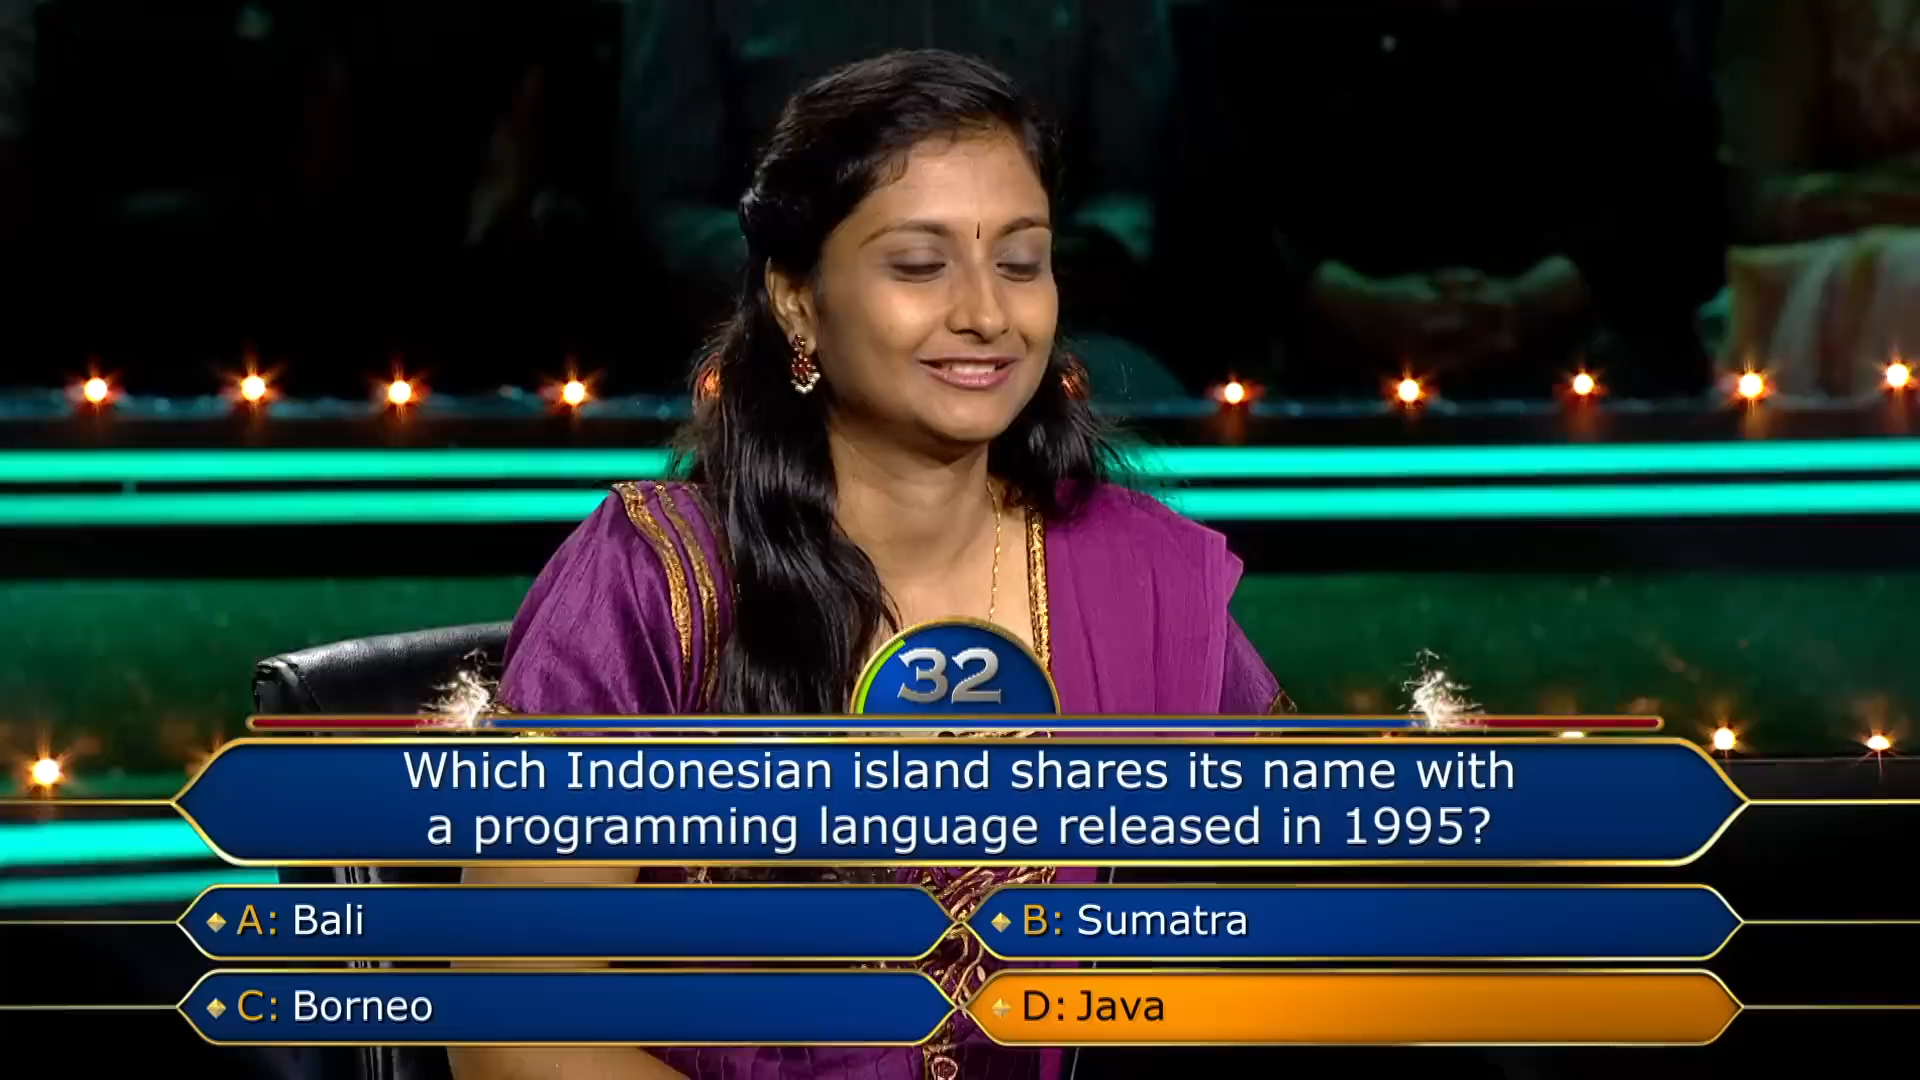 32
Which Indonesian island shares its name with
a programming language released in 1995?
A: Bali
B: Sumatra
C: Borneo
D: Java